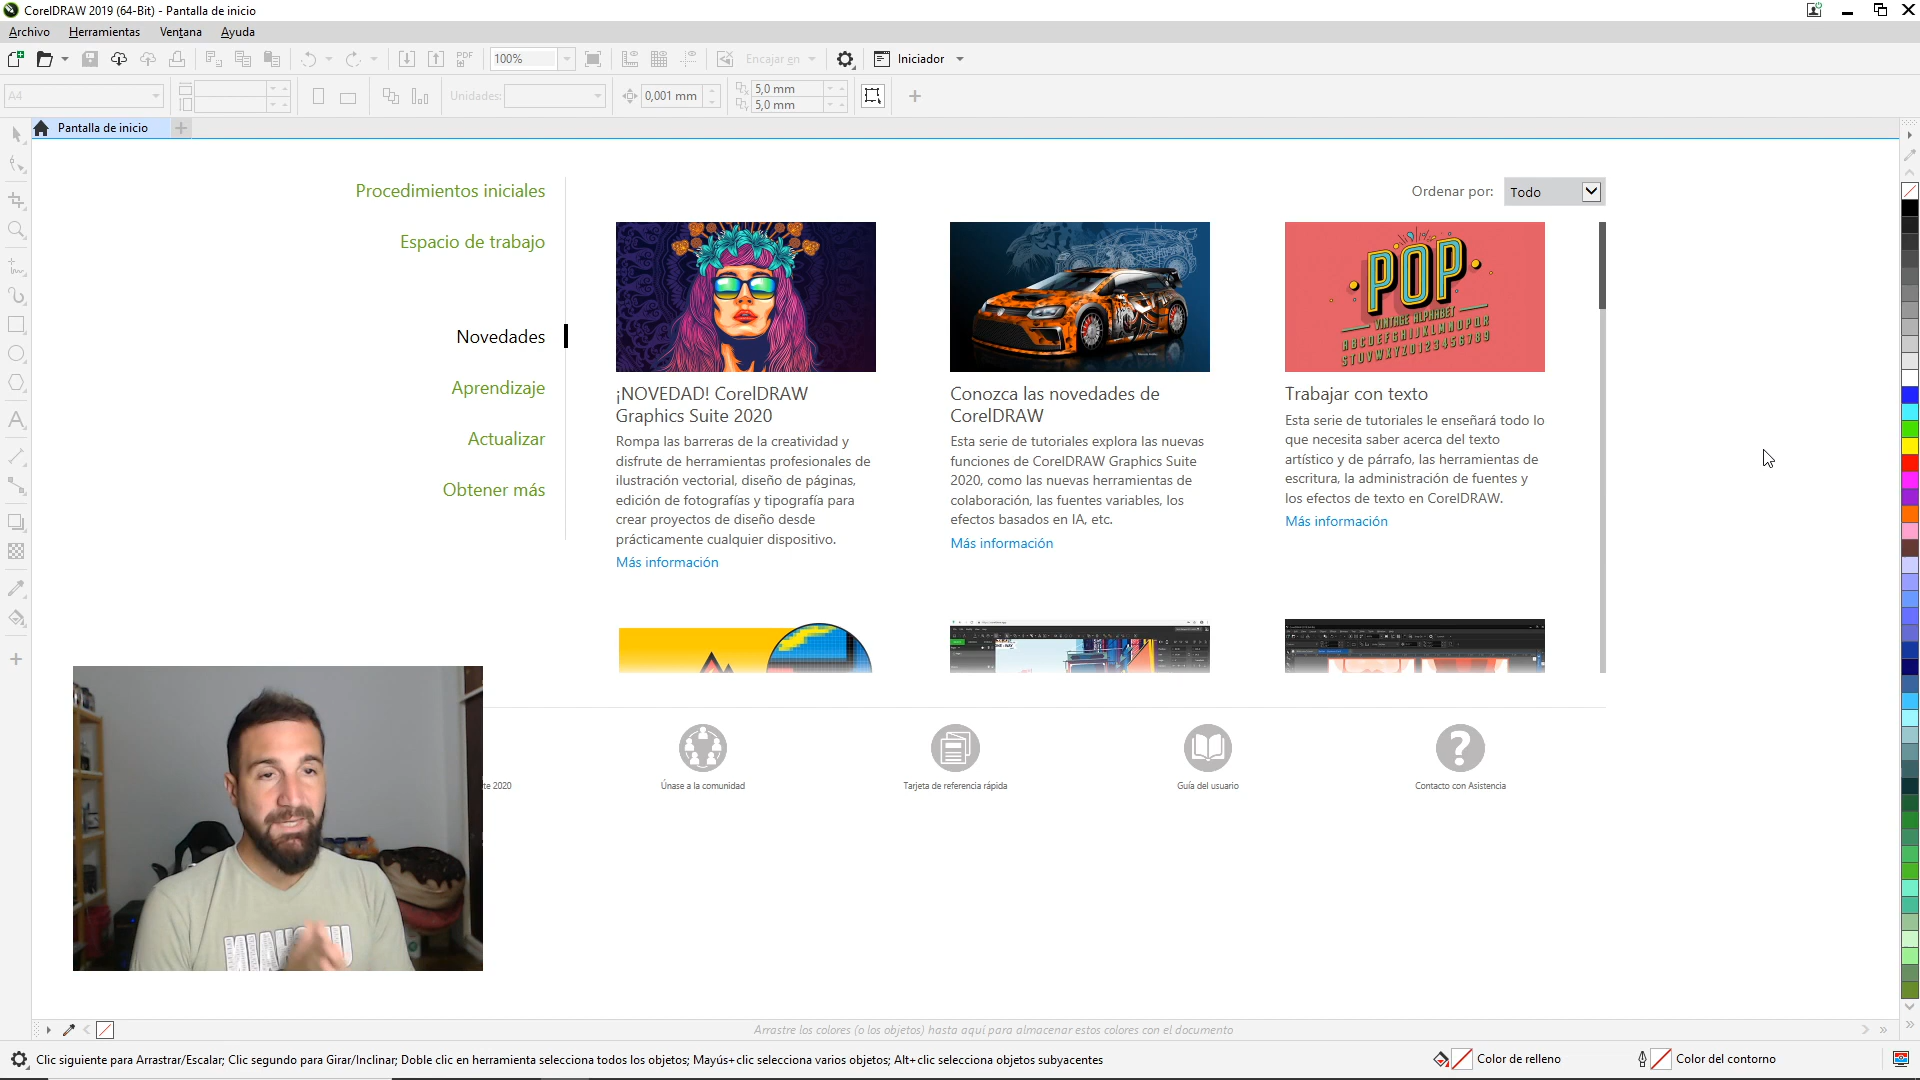 CorelDRAW 2019 (64-Bit) - Pantalla de inicio
Archivo Herramientas Ventana Ayuda
PDF 100% Encajar en Iniciador
A4 Unidades: 0,001 mm 5,0 mm
5,0 mm
Pantalla de inicio
Procedimientos iniciales
Espacio de trabajo
Novedades
Aprendizaje
Actualizar
Obtener más
Ordenar por: Todo
POP
VINTAGE ALPHABET
ABCDEFGHIJKLMNOPQR
STUVWXYZ0123456789
¡NOVEDAD! CorelDRAW
Graphics Suite 2020
Rompa las barreras de la creatividad y
disfrute de herramientas profesionales de
ilustración vectorial, diseño de páginas,
edición de fotografías y tipografía para
crear proyectos de diseño desde
prácticamente cualquier dispositivo.
Más información
Conozca las novedades de
CorelDRAW
Esta serie de tutoriales explora las nuevas
funciones de CorelDRAW Graphics Suite
2020, como las nuevas herramientas de
colaboración, las fuentes variables, los
efectos basados en IA, etc.
Más información
Trabajar con texto
Esta serie de tutoriales le enseñará todo lo
que necesita saber acerca del texto
artístico y de párrafo, las herramientas de
escritura, la administración de fuentes y
los efectos de texto en CorelDRAW.
Más información
te 2020
Únase a la comunidad
Tarjeta de referencia rápida
Guía del usuario
Contacto con Asistencia
Arrastre los colores (o los objetos) hasta aquí para almacenar estos colores con el documento
Clic siguiente para Arrastrar/Escalar; Clic segundo para Girar/Inclinar; Doble clic en herramienta selecciona todos los objetos; Mayús+clic selecciona varios objetos; Alt+clic selecciona objetos subyacentes
Color de relleno
Color del contorno